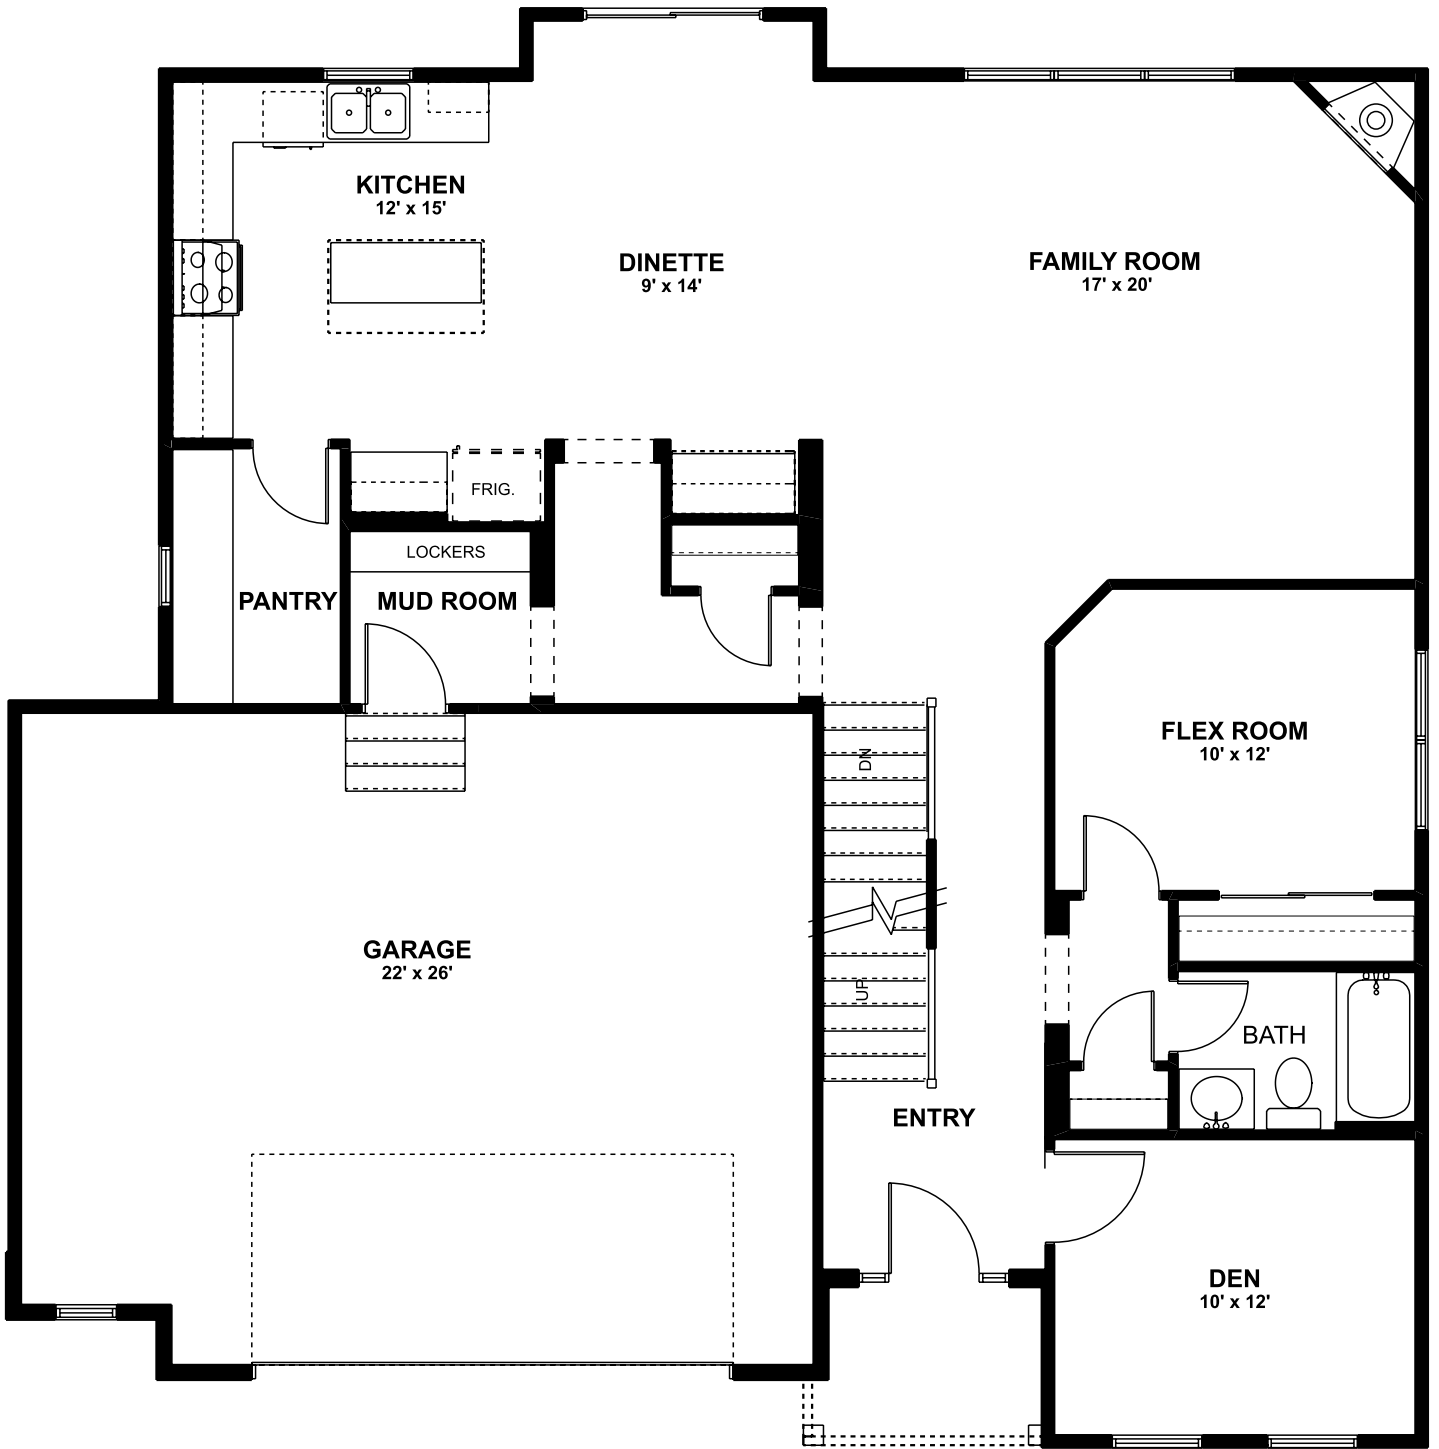 KITCHEN
12' x 15'
DINETTE
9' x 14'
FAMILY ROOM
17' x 20'
FRIG.
LOCKERS
PANTRY
MUD ROOM
FLEX ROOM
10' x 12'
DN
GARAGE
22' x 26'
UP
BATH
ENTRY
DEN
10' x 12'